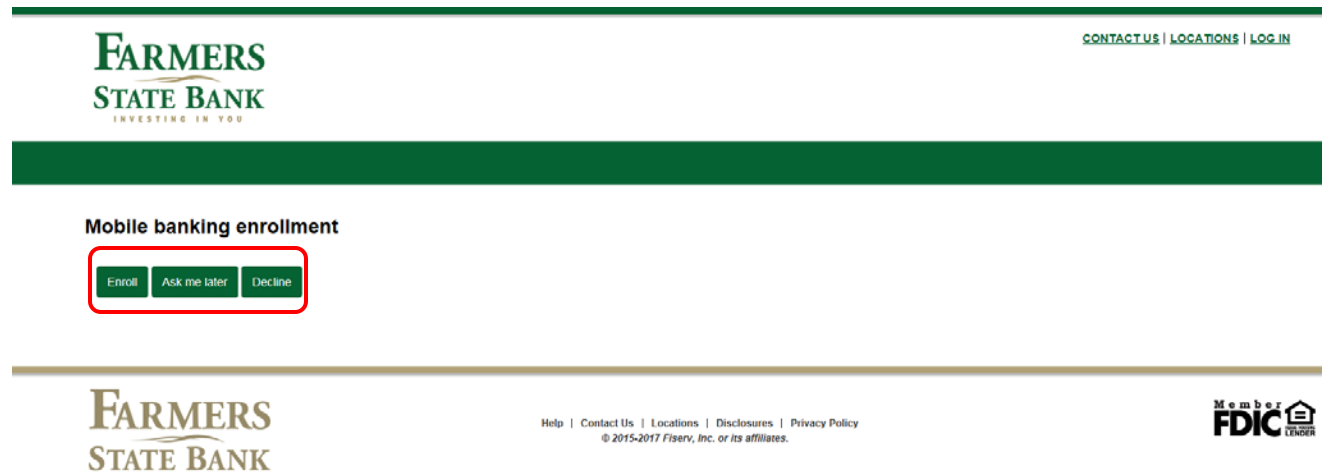 FARMERS
STATE BANK
INVESTING IN YOU
CONTACT US | LOCATIONS | LOG IN
Mobile banking enrollment
Enroll Ask me later Decline
FARMERS
STATE BANK
Help | Contact Us | Locations | Disclosures | Privacy Policy
© 2015-2017 Fiserv, Inc. or its affiliates.
Member
FDIC
LENDER